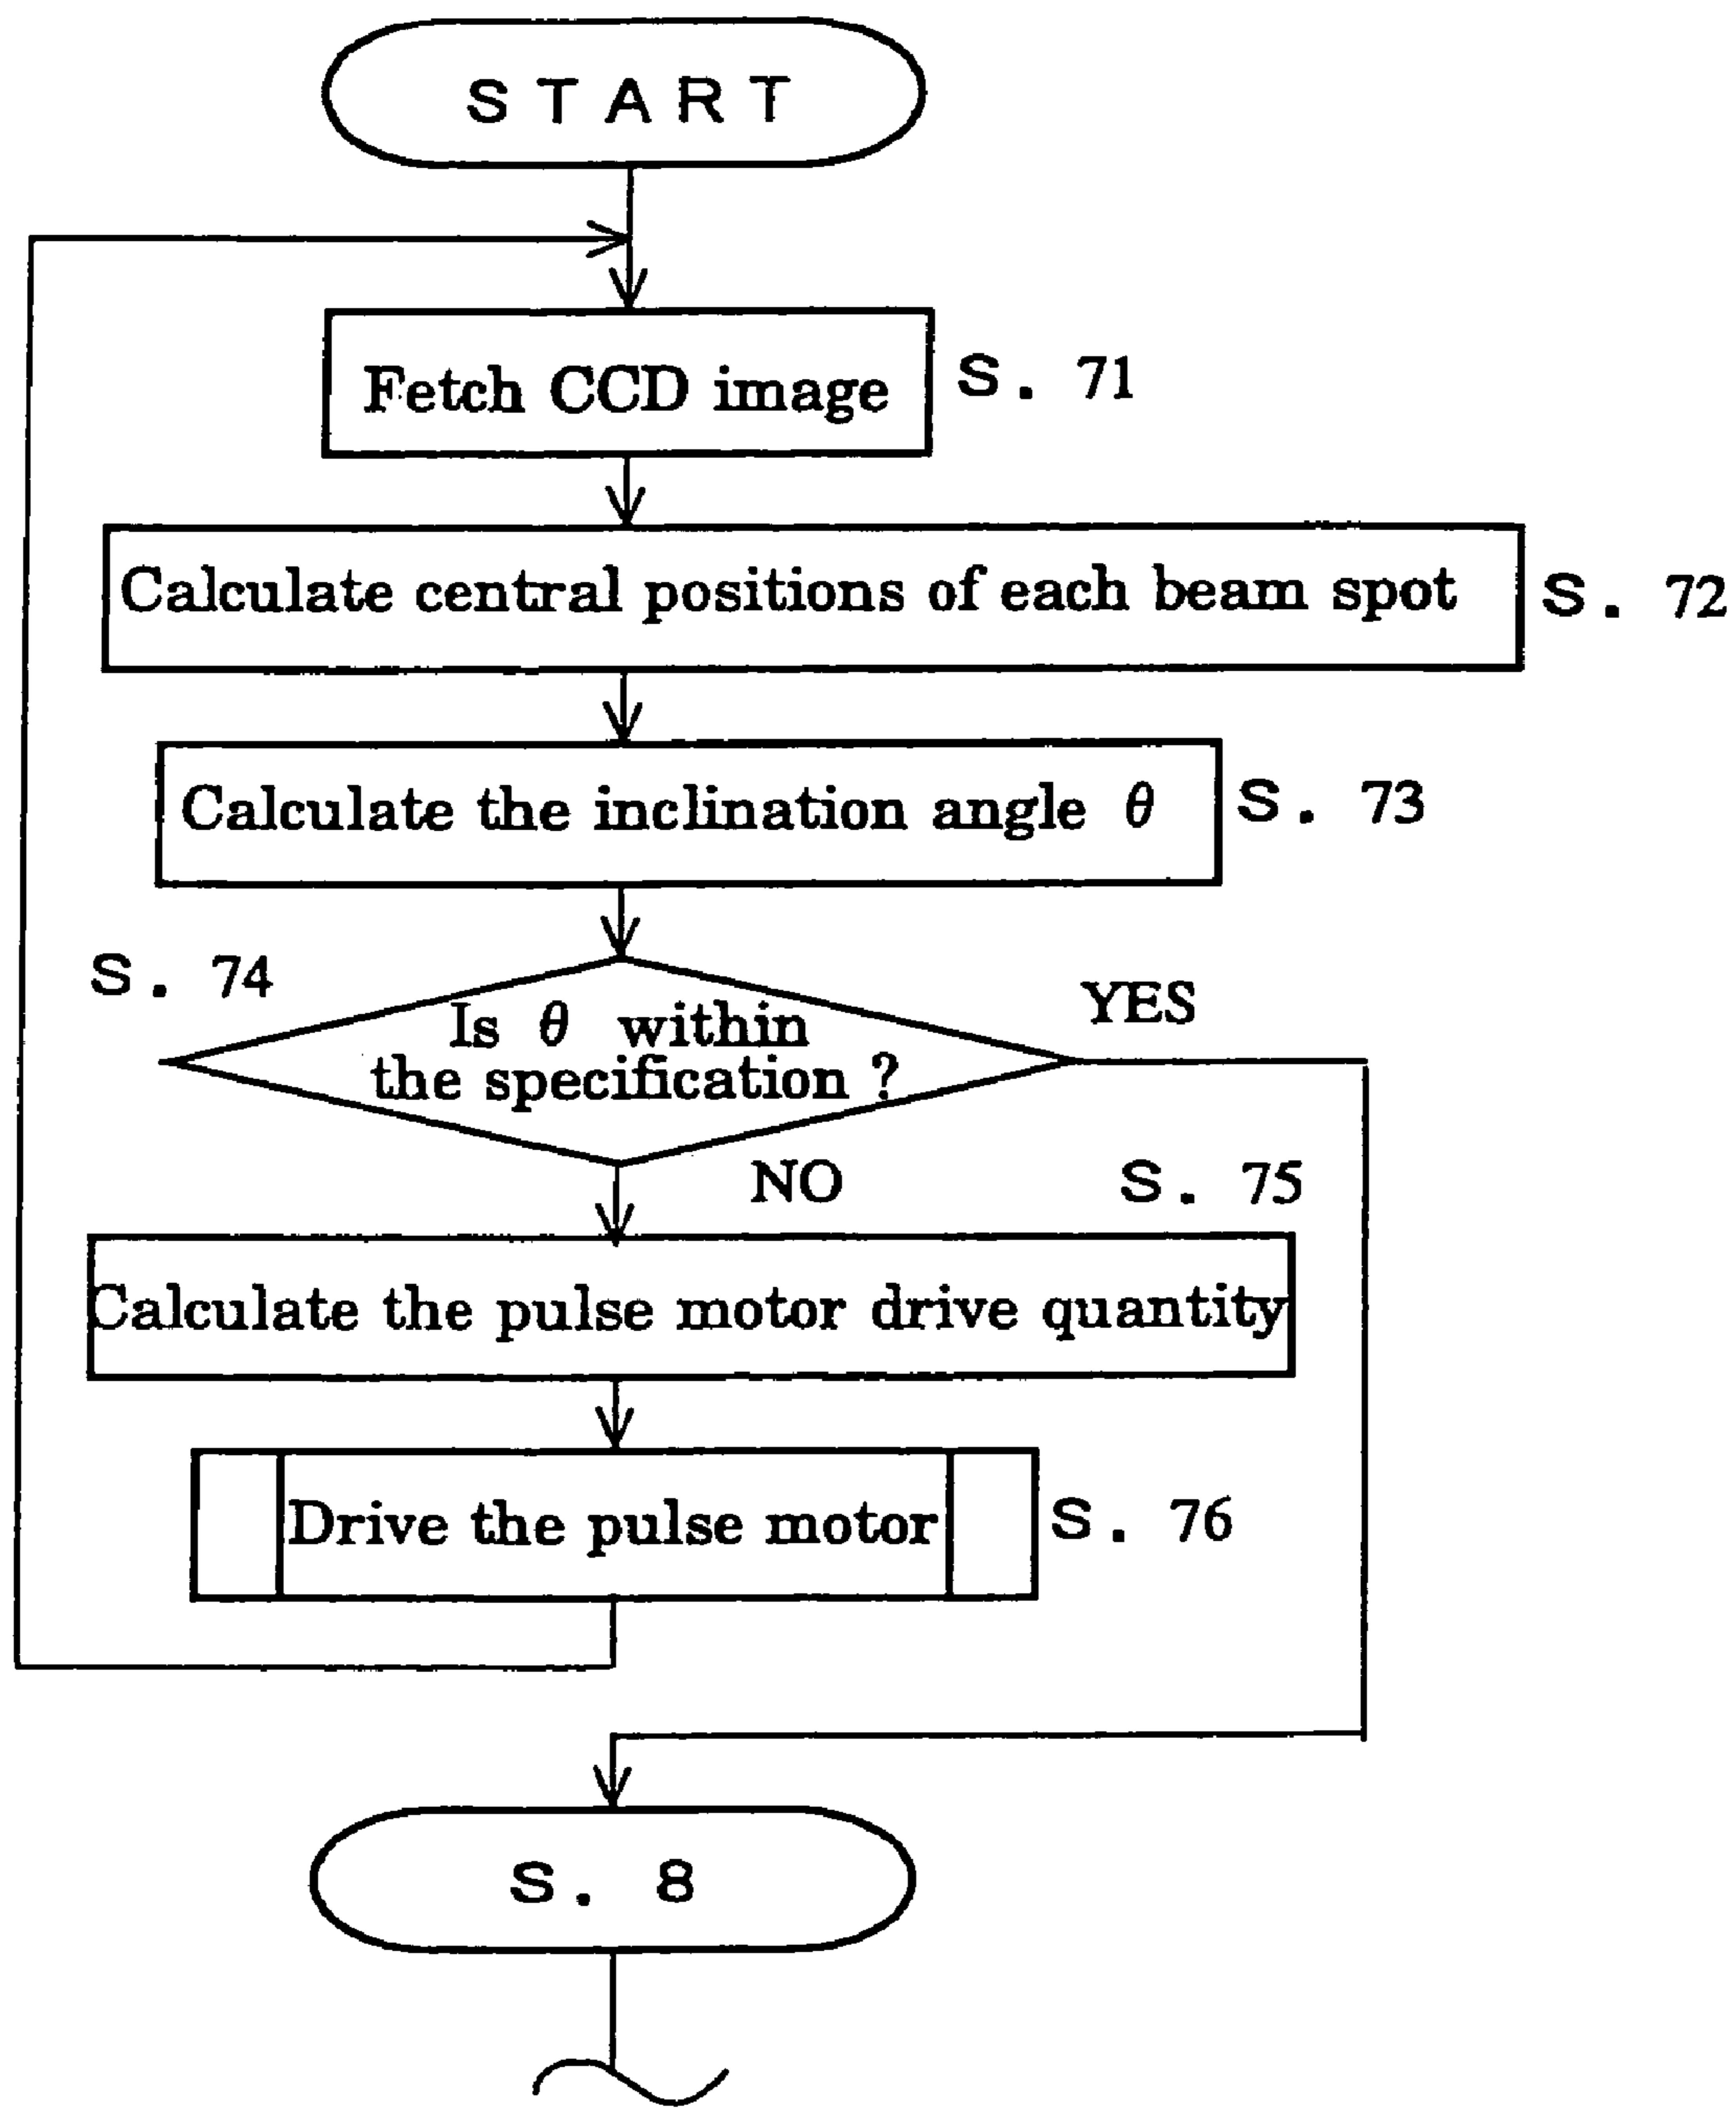 START
Fetch CCD image
S. 71
Calculate central positions of each beam spot
S. 72
Calculate the inclination angle θ
S. 73
S. 74
Is θ within
the specification ?
YES
NO
S. 75
Calculate the pulse motor drive quantity
Drive the pulse motor
S. 76
S. 8